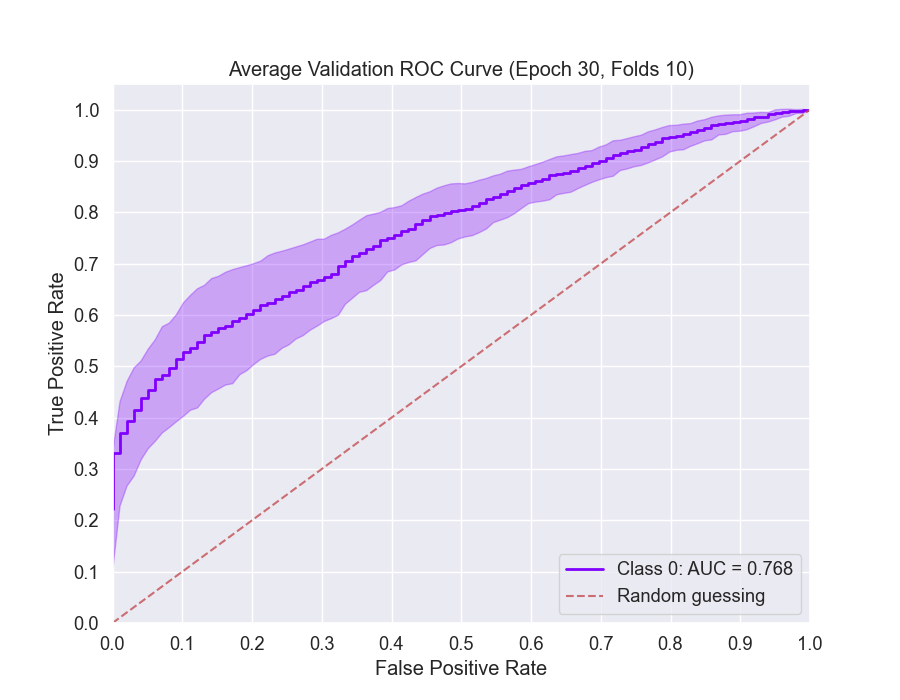 Average Validation ROC Curve (Epoch 30, Folds 10)
True Positive Rate
1.0
0.9
0.8
0.7
0.6
0.5
0.4
0.3
0.2
0.1
0.0
Class 0: AUC = 0.768
Random guessing
0.0 0.1 0.2 0.3 0.4 0.5 0.6 0.7 0.8 0.9 1.0
False Positive Rate